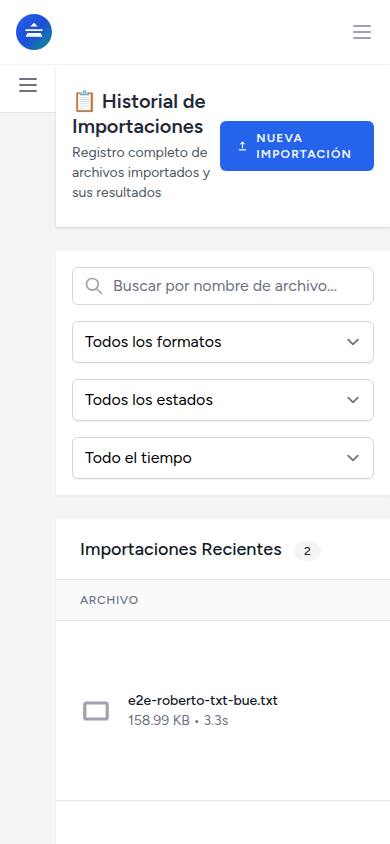 📋 Historial de
Importaciones
Registro completo de
archivos importados y
sus resultados
NUEVA
IMPORTACIÓN
Buscar por nombre de archivo...
Todos los formatos
Todos los estados
Todo el tiempo
Importaciones Recientes 2
ARCHIVO
e2e-roberto-txt-bue.txt
158.99 KB • 3.3s